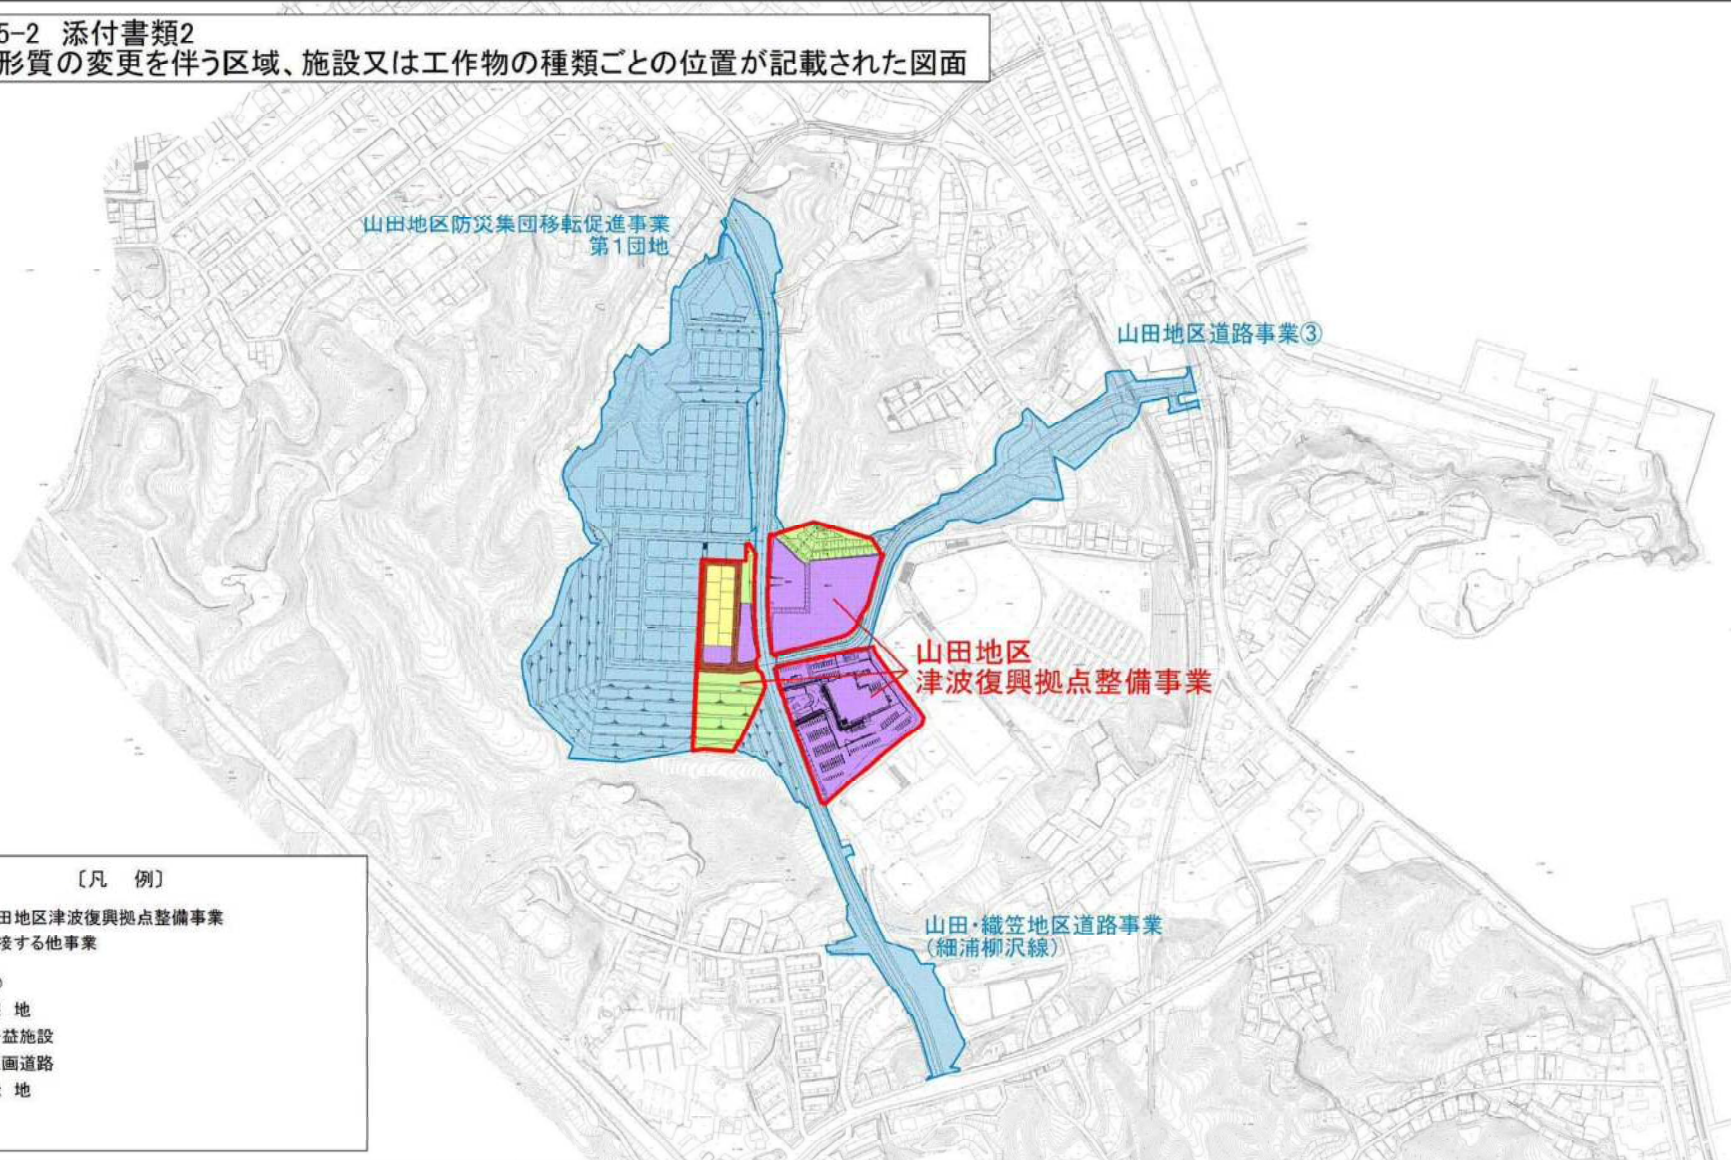 5-2 添付書類2
形質の変更を伴う区域、施設又は工作物の種類ごとの位置が記載された図面
山田地区防災集団移転促進事業
第1団地
山田地区道路事業③
山田地区
津波復興拠点整備事業
山田・織笠地区道路事業
(細浦柳沢線)
〔凡 例〕
田地区津波復興拠点整備事業
接する他事業
地
益施設
画道路
地